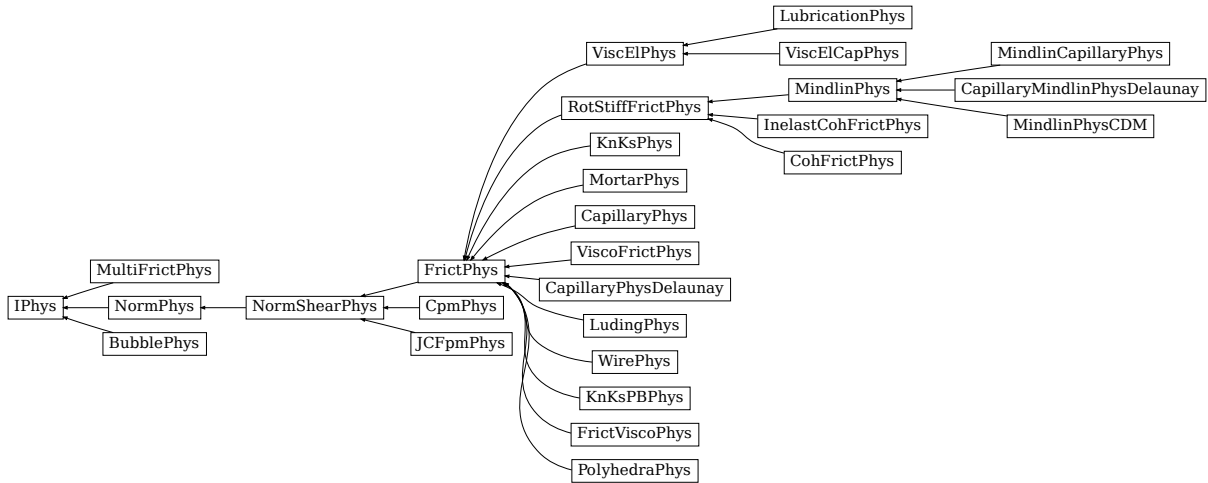 LubricationPhys
ViscElPhys
ViscElCapPhys
MindlinCapillaryPhys
MindlinPhys
CapillaryMindlinPhysDelaunay
RotStiffFrictPhys
InelastCohFrictPhys
MindlinPhysCDM
KnKsPhys
CohFrictPhys
MortarPhys
CapillaryPhys
ViscoFrictPhys
MultiFrictPhys
FrictPhys
CapillaryPhysDelaunay
IPhys
NormPhys
NormShearPhys
CpmPhys
LudingPhys
BubblePhys
JCFpmPhys
WirePhys
KnKsPBPhys
FrictViscoPhys
PolyhedraPhys